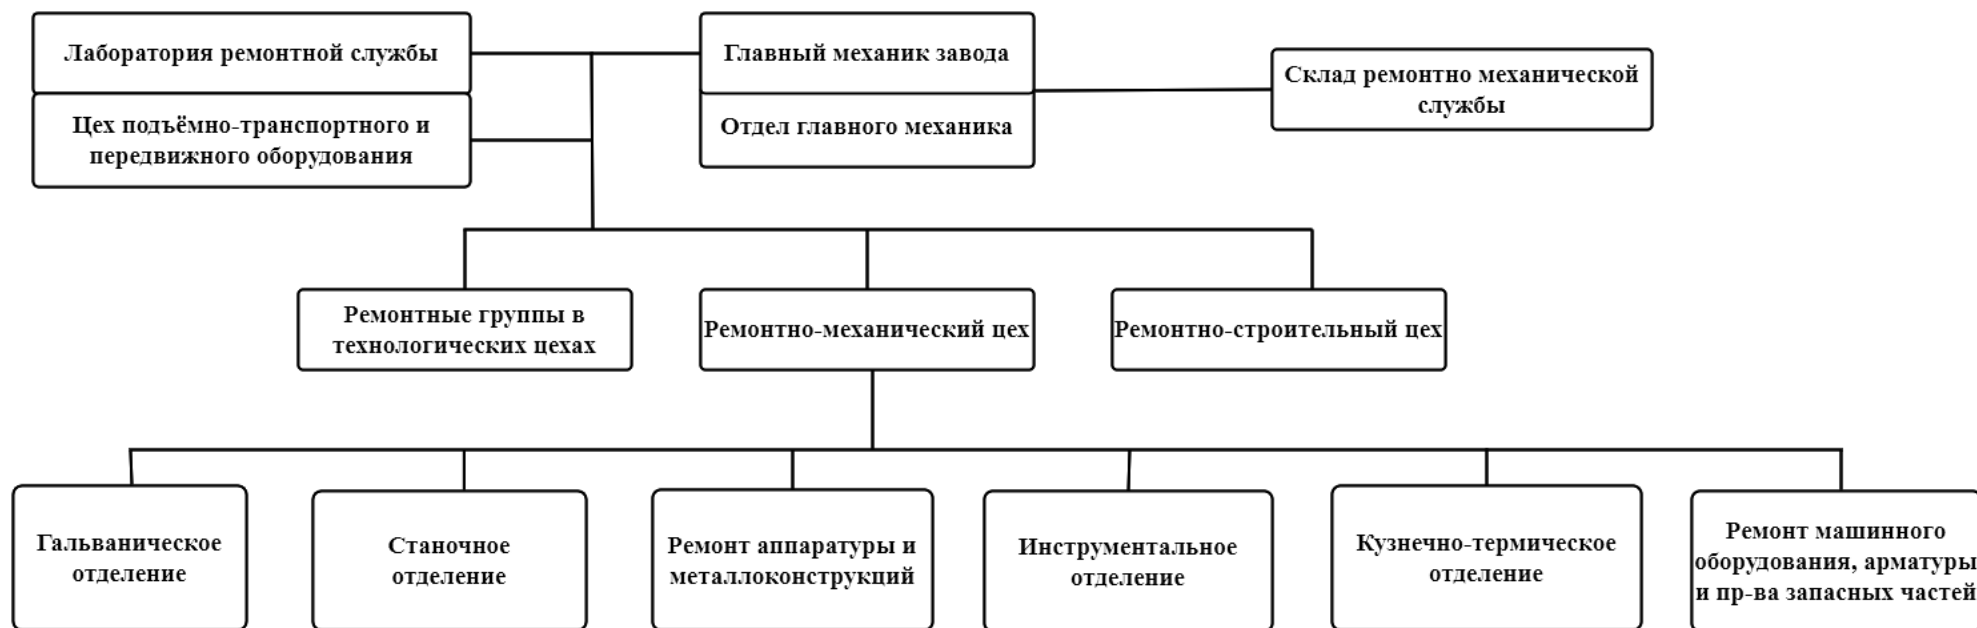 Лаборатория ремонтной службы
Главный механик завода
Склад ремонтно механической
службы
Цех подъёмно-транспортного и
передвижного оборудования
Отдел главного механика
Ремонтные группы в
технологических цехах
Ремонтно-механический цех
Ремонтно-строительный цех
Гальваническое
отделение
Станочное
отделение
Ремонт аппаратуры и
металлоконструкций
Инструментальное
отделение
Кузнечно-термическое
отделение
Ремонт машинного
оборудования, арматуры
и пр-ва запасных частей